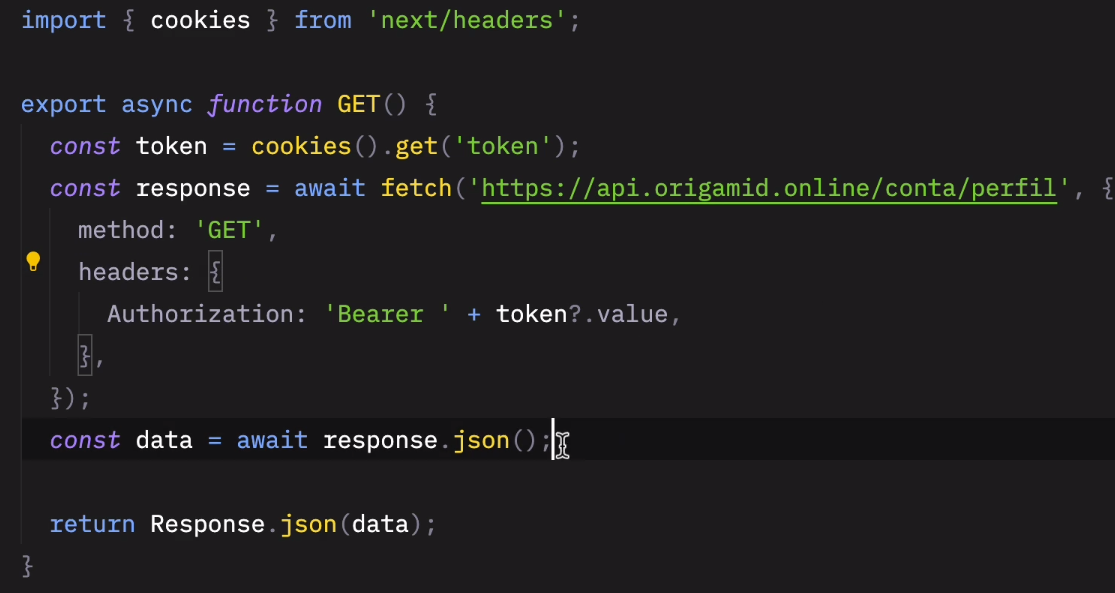 import { cookies } from 'next/headers';
export async function GET() {
const token = cookies().get('token');
const response = await fetch('https://api.origamid.online/conta/perfil', {
method: 'GET',
headers: {
Authorization: 'Bearer ' + token?.value,
},
});
const data = await response.json();
return Response.json(data);
}